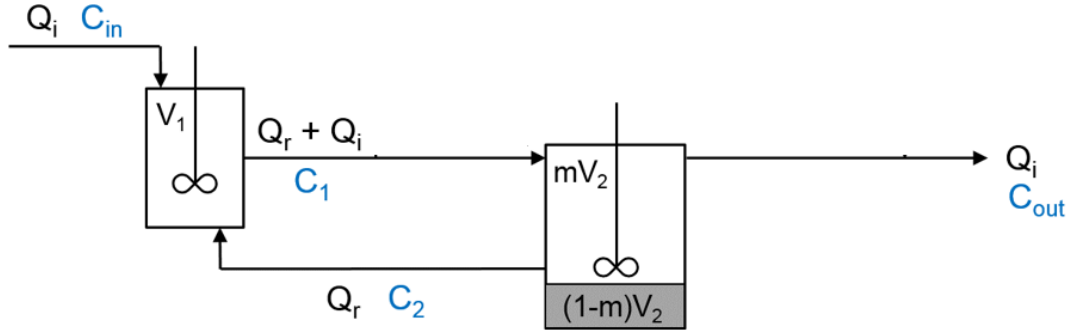 Qi Cin
V1
Qr + Qi
C1
mV2
Qi
Cout
Qr C2
(1-m)V2